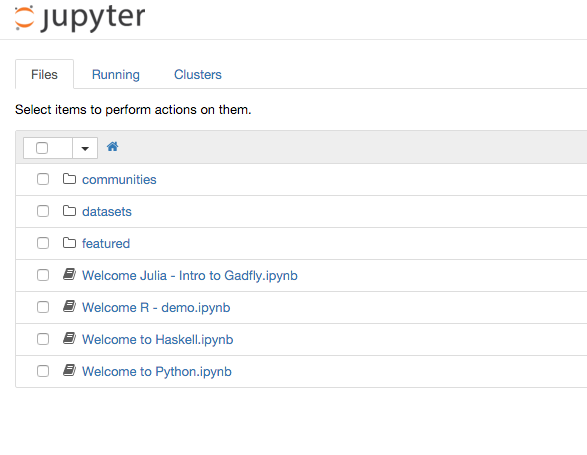 jupyter
Files Running Clusters
Select items to perform actions on them.
communities
datasets
featured
Welcome Julia - Intro to Gadfly.ipynb
Welcome R - demo.ipynb
Welcome to Haskell.ipynb
Welcome to Python.ipynb